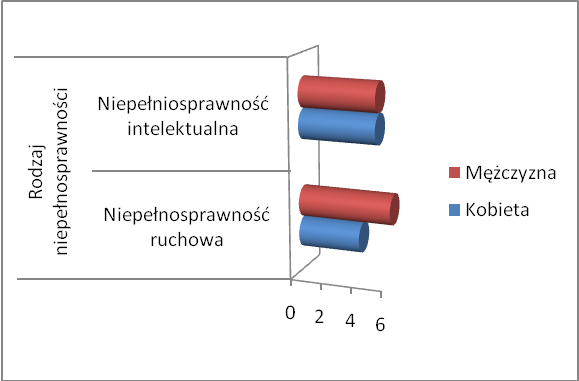 Rodzaj
niepełnosprawności
Niepełniosprawność
intelektualna
Niepełnosprawność
ruchowa
Mężczyzna
Kobieta
0 2 4 6